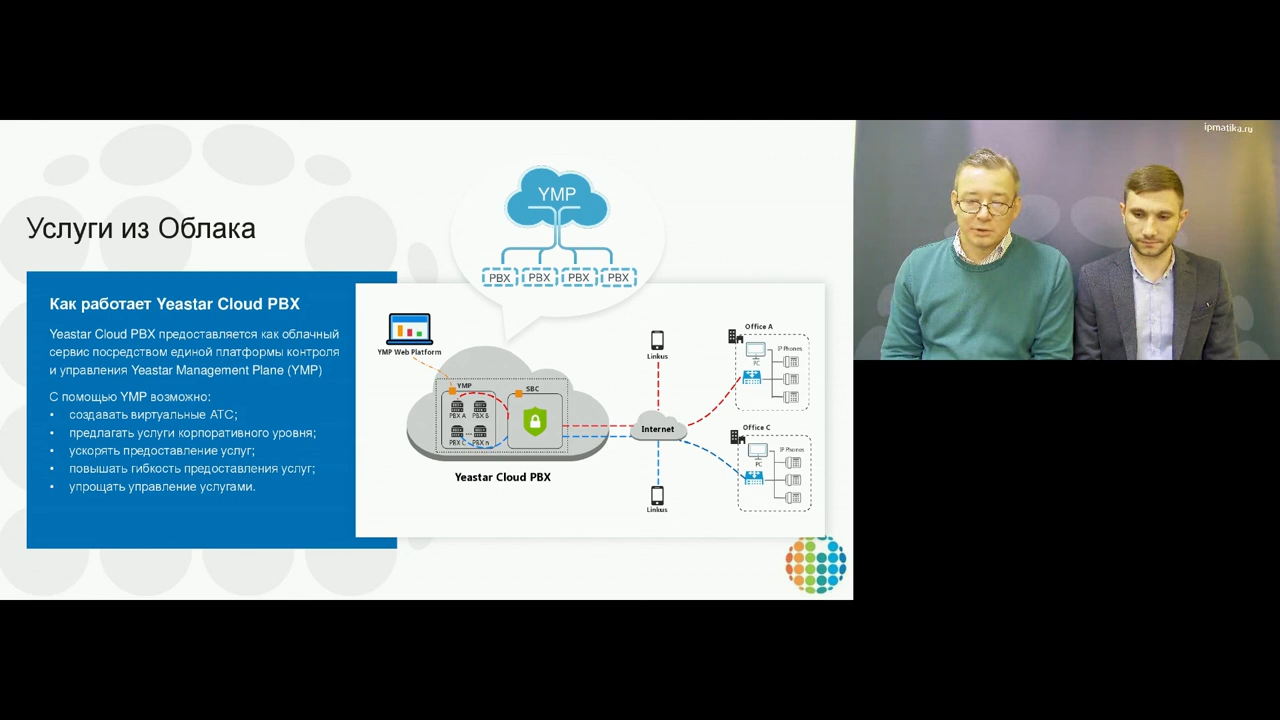 ipmatika.ru
Услуги из Облака
Как работает Yeastar Cloud PBX
Yeastar Cloud PBX предоставляется как облачный
сервис посредством единой платформы контроля
и управления Yeastar Management Plane (YMP)
С помощью YMP возможно:
• создавать виртуальные АТС;
• предлагать услуги корпоративного уровня;
• ускорять предоставление услуг;
• повышать гибкость предоставления услуг;
• упрощать управление услугами.
YMP
PBX PBX PBX PBX
YMP Web Platform
YMP
SBC
PBX A PBX B
PBX C PBX n
Yeastar Cloud PBX
Linkus
Internet
Linkus
Office A
IP Phones
PC
Office C
IP Phones
PC